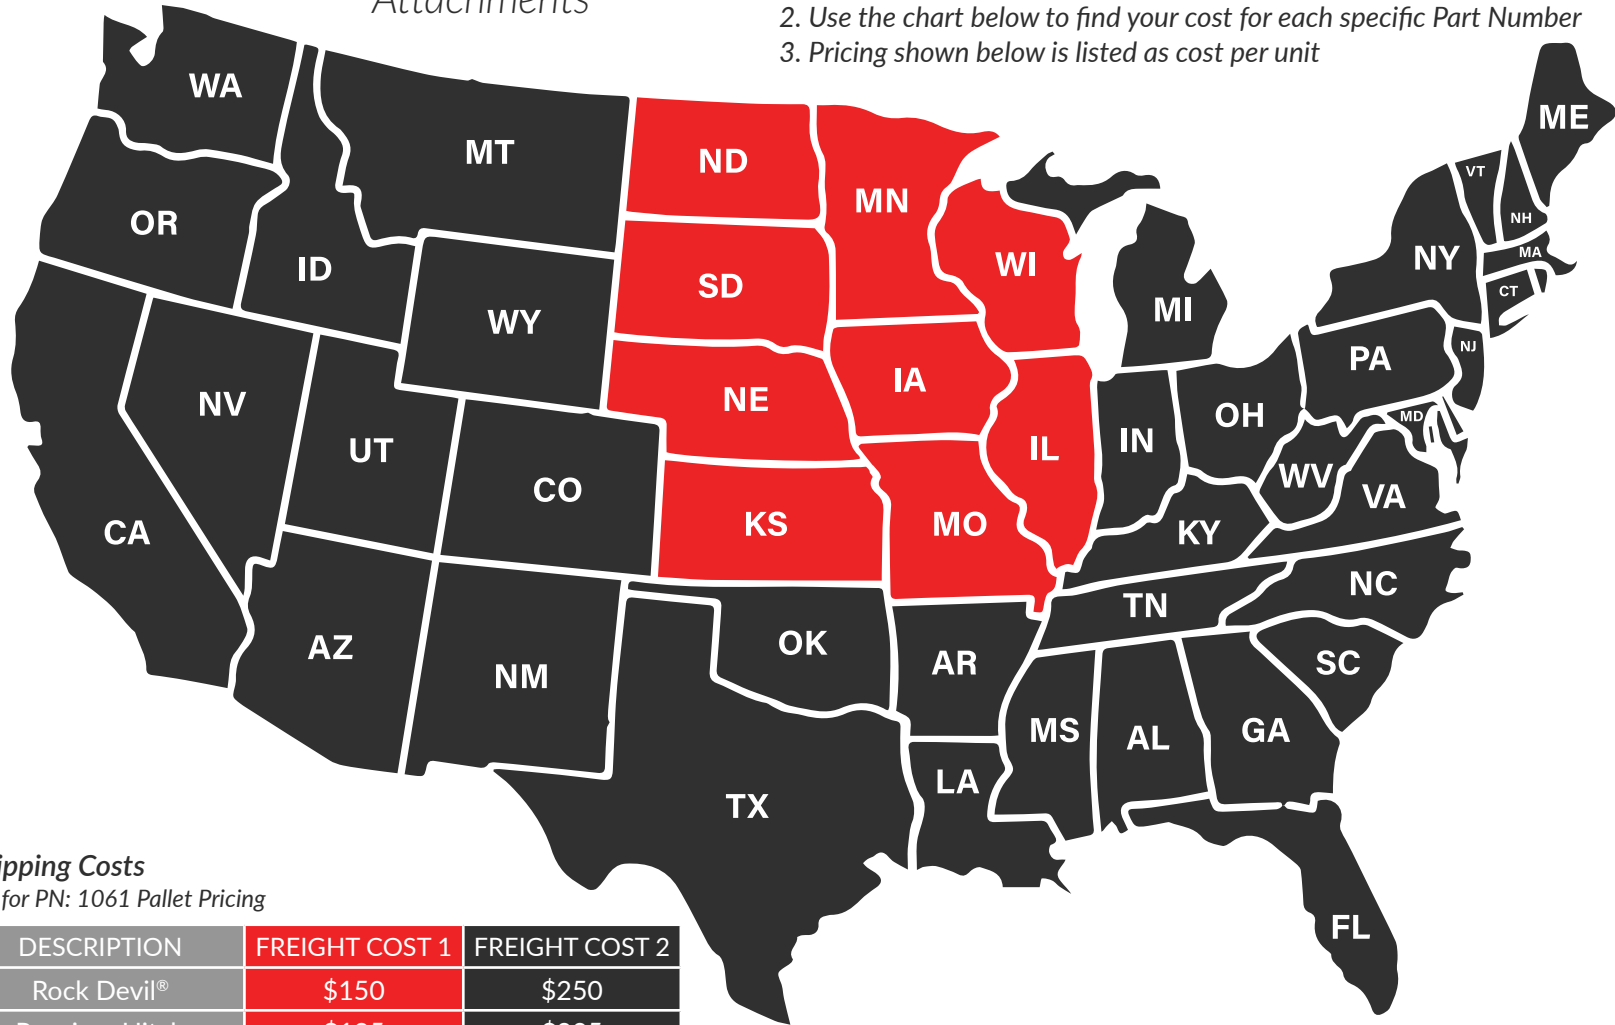 Attachments
2. Use the chart below to find your cost for each specific Part Number
3. Pricing shown below is listed as cost per unit
WA
MT
ND
MN
ME
VT
NH
OR
ID
SD
WI
NY
MA
CT
WY
MI
NV
NE
IA
PA
NJ
UT
CO
IL
IN
OH
MD
CA
KS
MO
KY
WV
VA
AZ
NM
OK
AR
TN
NC
SC
TX
LA
MS
AL
GA
FL
ipping Costs
for PN: 1061 Pallet Pricing
DESCRIPTION FREIGHT COST 1 FREIGHT COST 2
Rock Devil® $150 $250